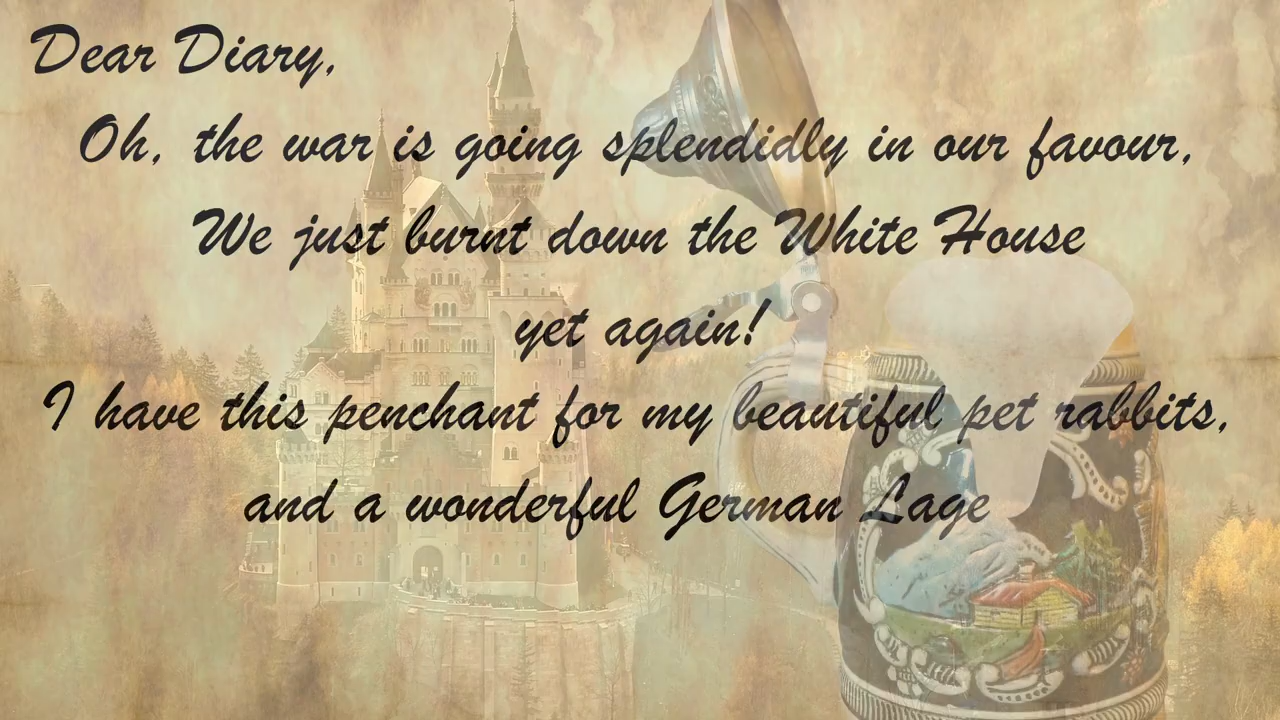 Dear Diary,
Oh, the war is going splendidly in our favour,
We just burnt down the White House
yet again!
I have this penchant for my beautiful pet rabbits,
and a wonderful German Lage